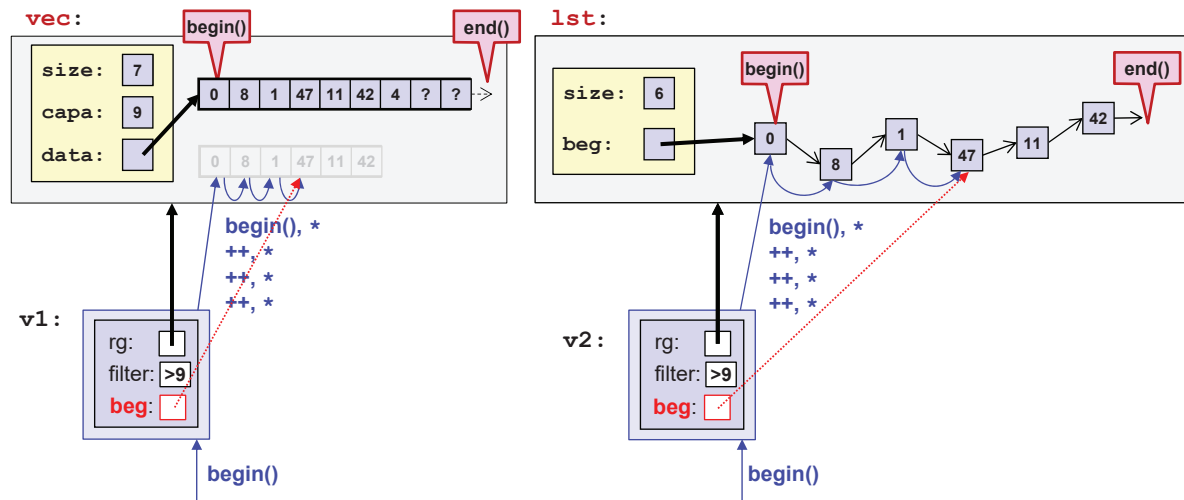 vec:
begin()
end()
size: 7
capa: 9
data:
0 8 1 47 11 42 4 ? ?
0 8 1 47 11 42
begin(), *
++, *
++, *
++, *
v1:
rg:
filter: >9
beg:
begin()
lst:
begin()
end()
size: 6
beg:
0 8 1 47 11 42
begin(), *
++, *
++, *
++, *
v2:
rg:
filter: >9
beg:
begin()